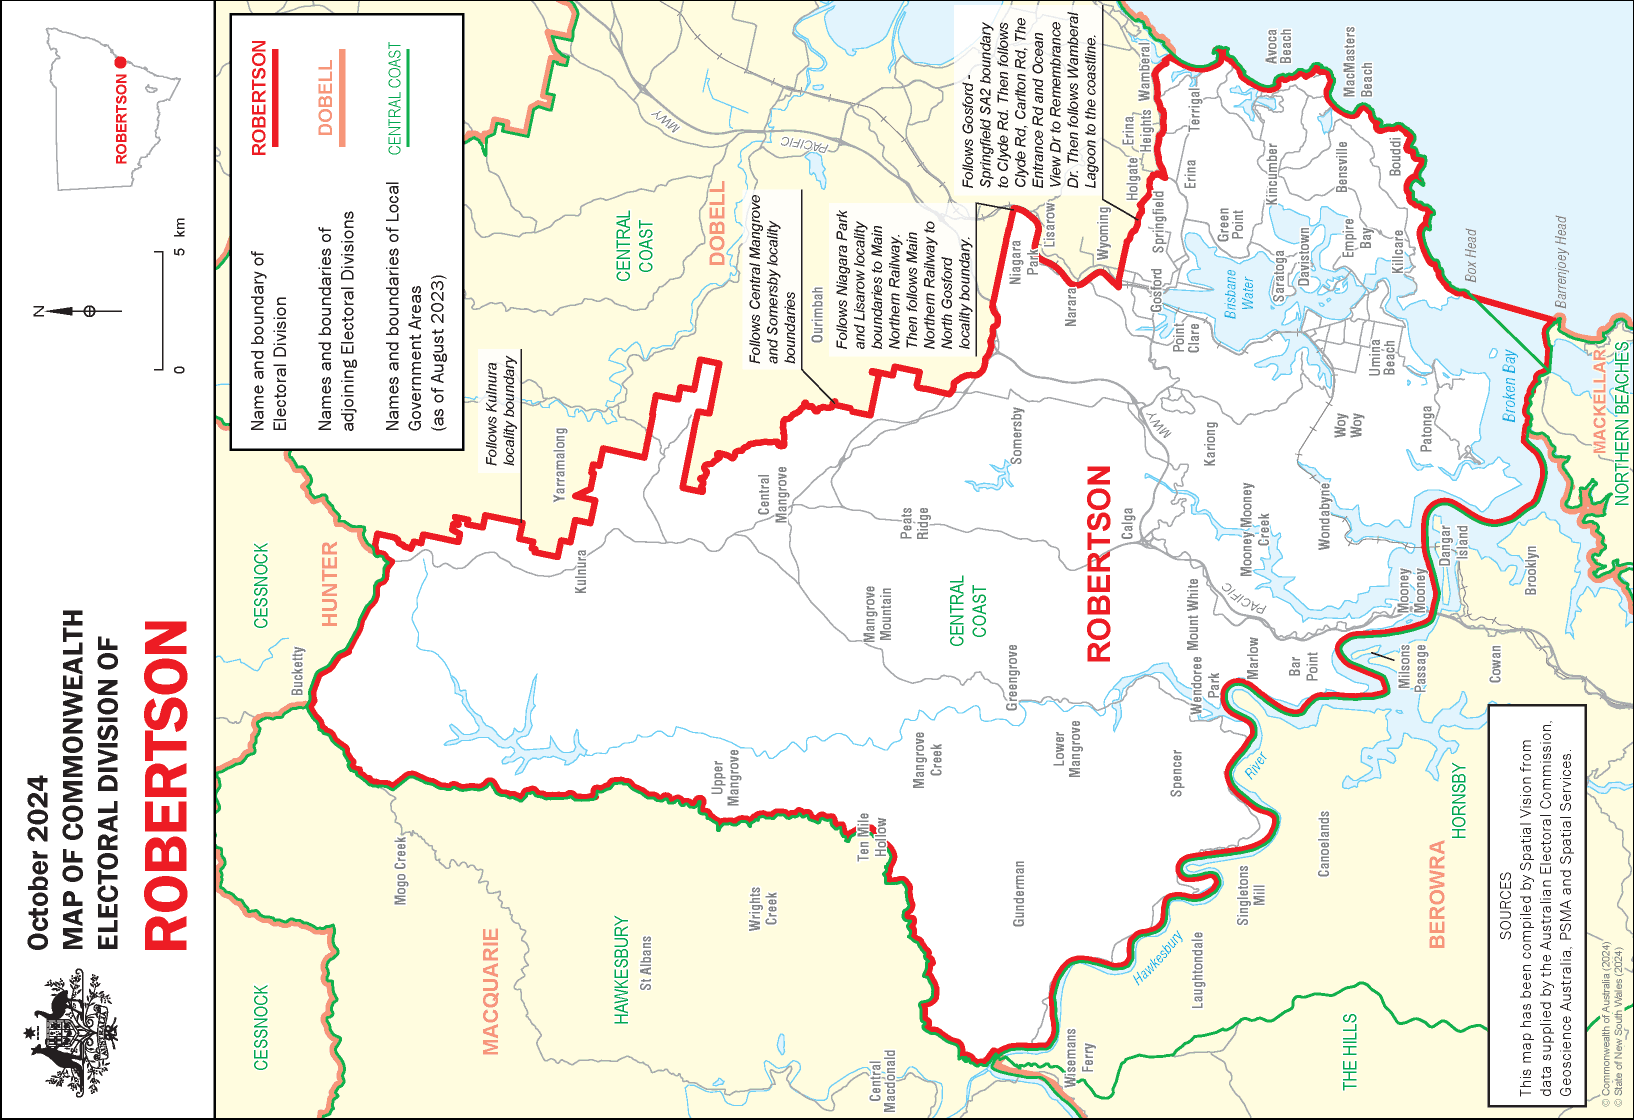 October 2024
MAP OF COMMONWEALTH
ELECTORAL DIVISION OF
ROBERTSON
N
0
5 km
ROBERTSON
Name and boundary of
Electoral Division
ROBERTSON
Names and boundaries of
adjoining Electoral Divisions
DOBELL
Names and boundaries of Local
Government Areas
(as of August 2023)
CENTRAL COAST
CESSNOCK
CESSNOCK
HUNTER
Bucketty
Mogo Creek
MACQUARIE
HAWKESBURY
St Albans
Follows Kulnura
locality boundary
Yarramalong
Kulnura
CENTRAL
COAST
DOBELL
MWY
PACIFIC
Upper
Mangrove
Wrights
Creek
Central
Mangrove
Follows Central Mangrove
and Somersby locality
boundaries
Ourimbah
Follows Niagara Park
and Lisarow locality
boundaries to Main
Northern Railway.
Then follows Main
Northern Railway to
North Gosford
locality boundary.
Follows Gosford -
Springfield SA2 boundary
to Clyde Rd. Then follows
Clyde Rd, Carlton Rd, The
Entrance Rd and Ocean
View Dr to Remembrance
Dr. Then follows Wamberal
Lagoon to the coastline.
Ten Mile
Hollow
Central
Macdonald
Mangrove
Mountain
Peats
Ridge
Mangrove
Creek
CENTRAL
COAST
Greengrove
Gunderman
Somersby
Niagara
Park
Lisarow
Narara
Wyoming
Lower
Mangrove
Wisemans
Ferry
ROBERTSON
Calga
Holgate
Erina
Heights
Wamberal
Springfield
Gosford
MWY
Hawkesbury
Spencer
Point
Clare
Erina
Terrigal
Laughtondale
Wendoree
Park
Mount White
Kariong
Green
Point
Brisbane
Water
PACIFIC
Singletons
Mill
River
Marlow
Mooney Mooney
Creek
Kincumber
Avoca
Beach
Saratoga
Davistown
Bar
Point
Canoelands
Wondabyne
Woy
Woy
Empire
Bay
Bensville
MacMasters
Beach
THE HILLS
Umina
Beach
Killcare
Bouddi
Milsons
Passage
Mooney
Mooney
Patonga
BEROWRA
HORNSBY
Dangar
Island
Box Head
Cowan
Brooklyn
Broken Bay
Barrenjoey Head
MACKELLAR
NORTHERN BEACHES
SOURCES
This map has been compiled by Spatial Vision from
data supplied by the Australian Electoral Commission,
Geoscience Australia, PSMA and Spatial Services.
© Commonwealth of Australia (2024)
© State of New South Wales (2024)